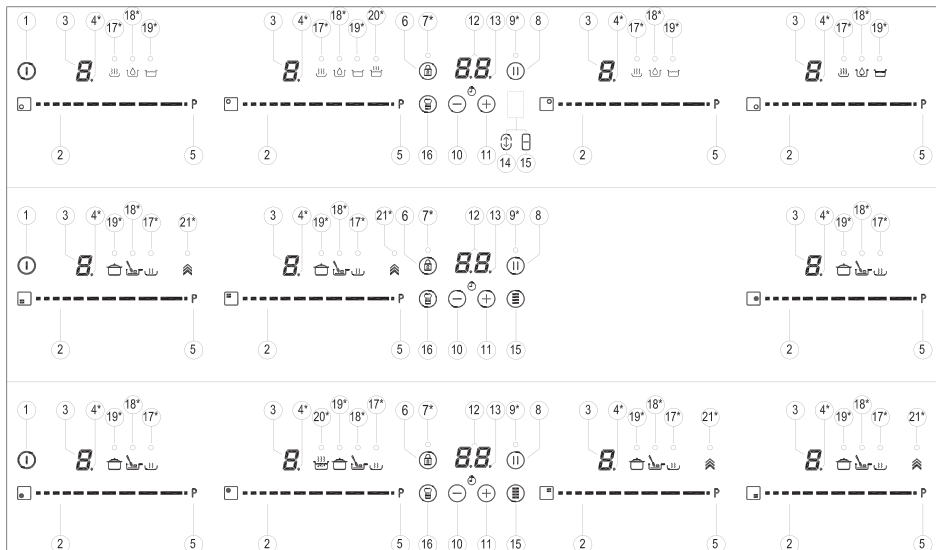 18* 18* 20* 18* 18*
1 3 4* 17* 19* 3 4* 17* 19* 6 7* 12 13 9* 8 3 4* 17* 19* 3 4* 17* 19*
8. 8. 8.8. 8. 8.
P P P P
2 5 2 5 16 10 11 14 15 2 5 2 5
1 3 4* 19* 18* 17* 21* 3 4* 19* 18* 17* 21* 6 7* 12 13 9* 8 3 4* 19* 18* 17*
8. 8. 8.8. 8.
P P P
2 5 2 5 16 10 11 15 2 5
1 3 4* 19* 18* 17* 3 4* 20* 19* 18* 17* 6 7* 12 13 9* 8 3 4* 19* 18* 17* 21* 3 4* 19* 18* 17* 21*
8. 8. 8.8. 8. 8.
P P P P
2 5 2 5 16 10 11 15 2 5 2 5